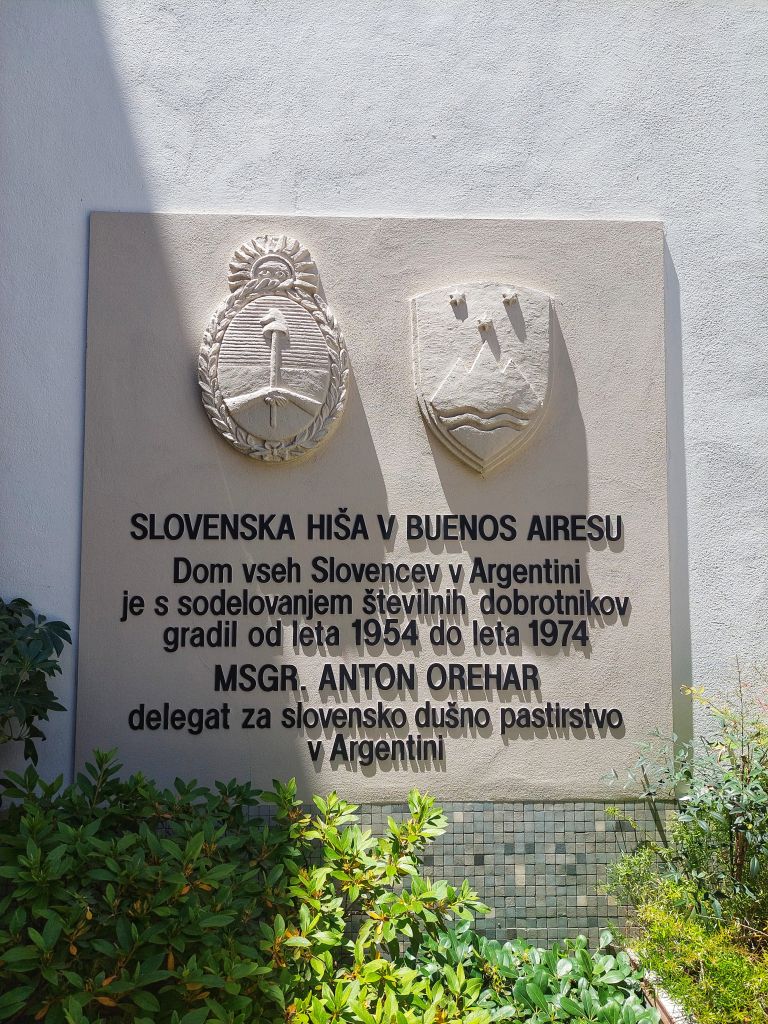 SLOVENSKA HIŠA V BUENOS AIRESU
Dom vseh Slovencev v Argentini
je s sodelovanjem številnih dobrotnikov
gradil od leta 1954 do leta 1974
MSGR. ANTON OREHAR
delegat za slovensko dušno pastirstvo
v Argentini